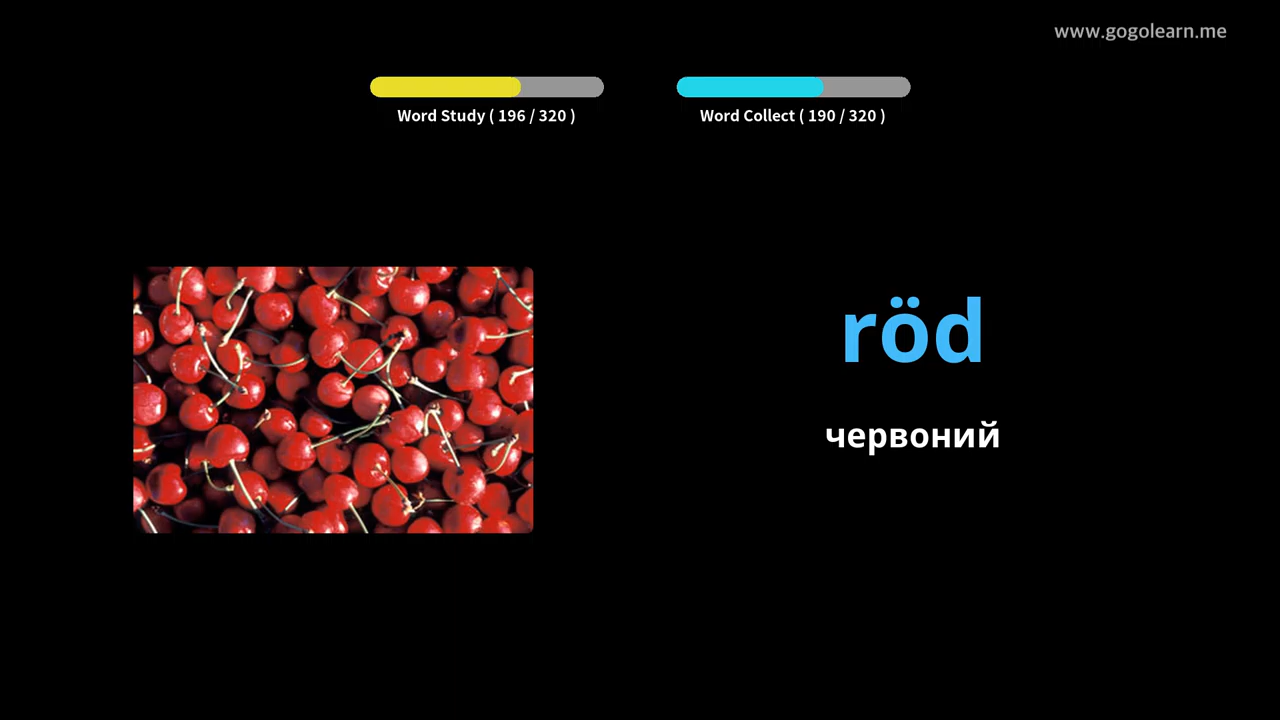 www.gogolearn.me
Word Study ( 196 / 320 )
Word Collect ( 190 / 320 )
röd
червоний